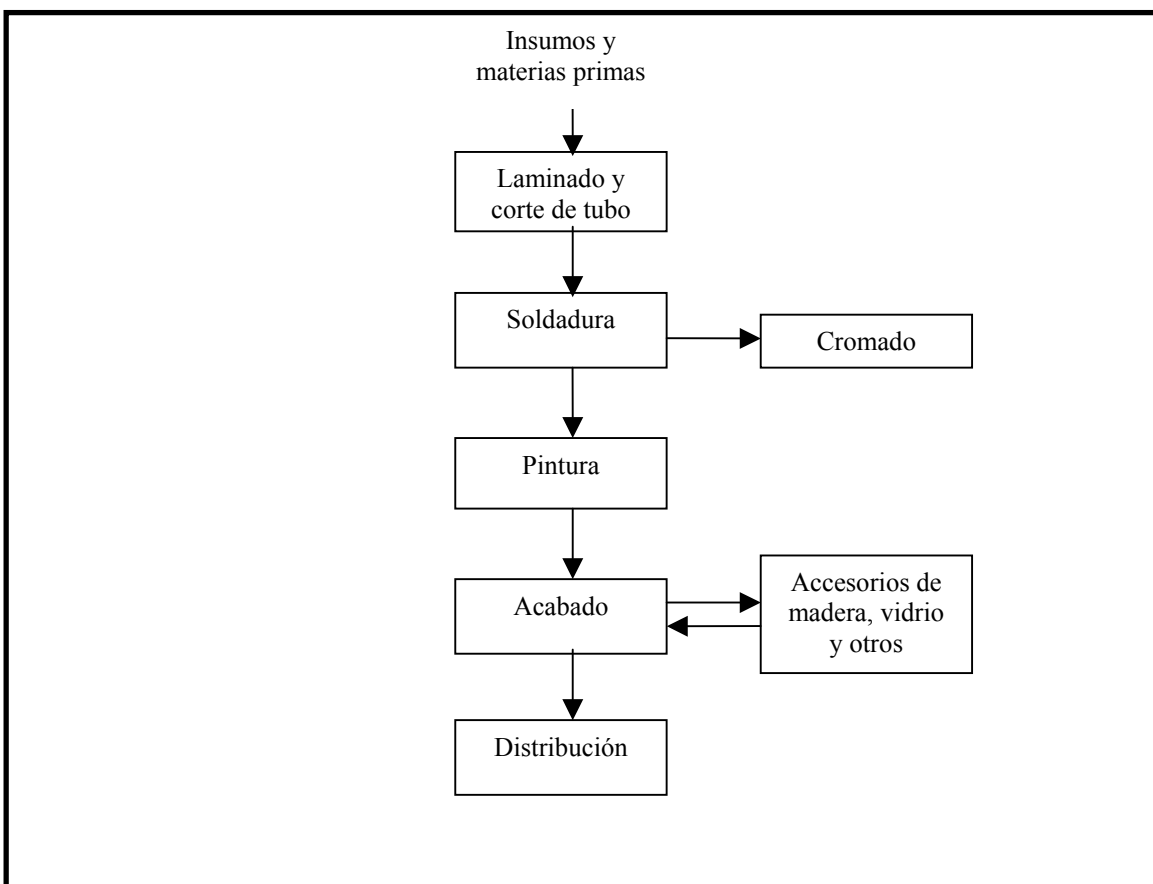 Insumos y
materias primas
Laminado y
corte de tubo
Soldadura
Cromado
Pintura
Acabado
Accesorios de
madera, vidrio
y otros
Distribución